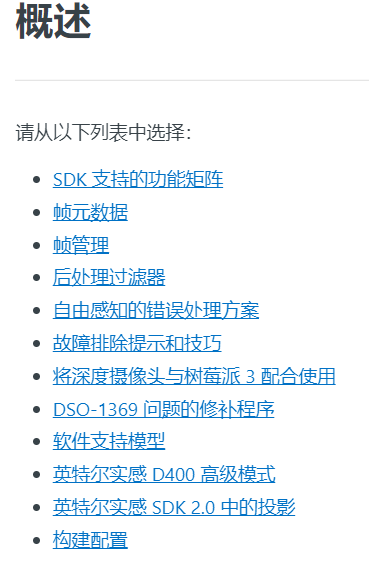 概述
请从以下列表中选择：
SDK 支持的功能矩阵
帧元数据
帧管理
后处理过滤器
自由感知的错误处理方案
故障排除提示和技巧
将深度摄像头与树莓派 3 配合使用
DSO-1369 问题的修补程序
软件支持模型
英特尔实感 D400 高级模式
英特尔实感 SDK 2.0 中的投影
构建配置